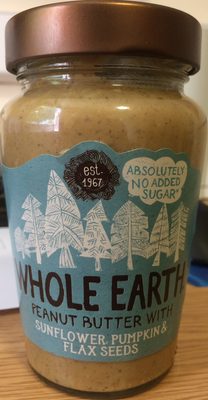 est.
1967
ABSOLUTELY
NO ADDED
SUGAR*
WHOLE EARTH
PEANUT BUTTER WITH
SUNFLOWER, PUMPKIN &
FLAX SEEDS